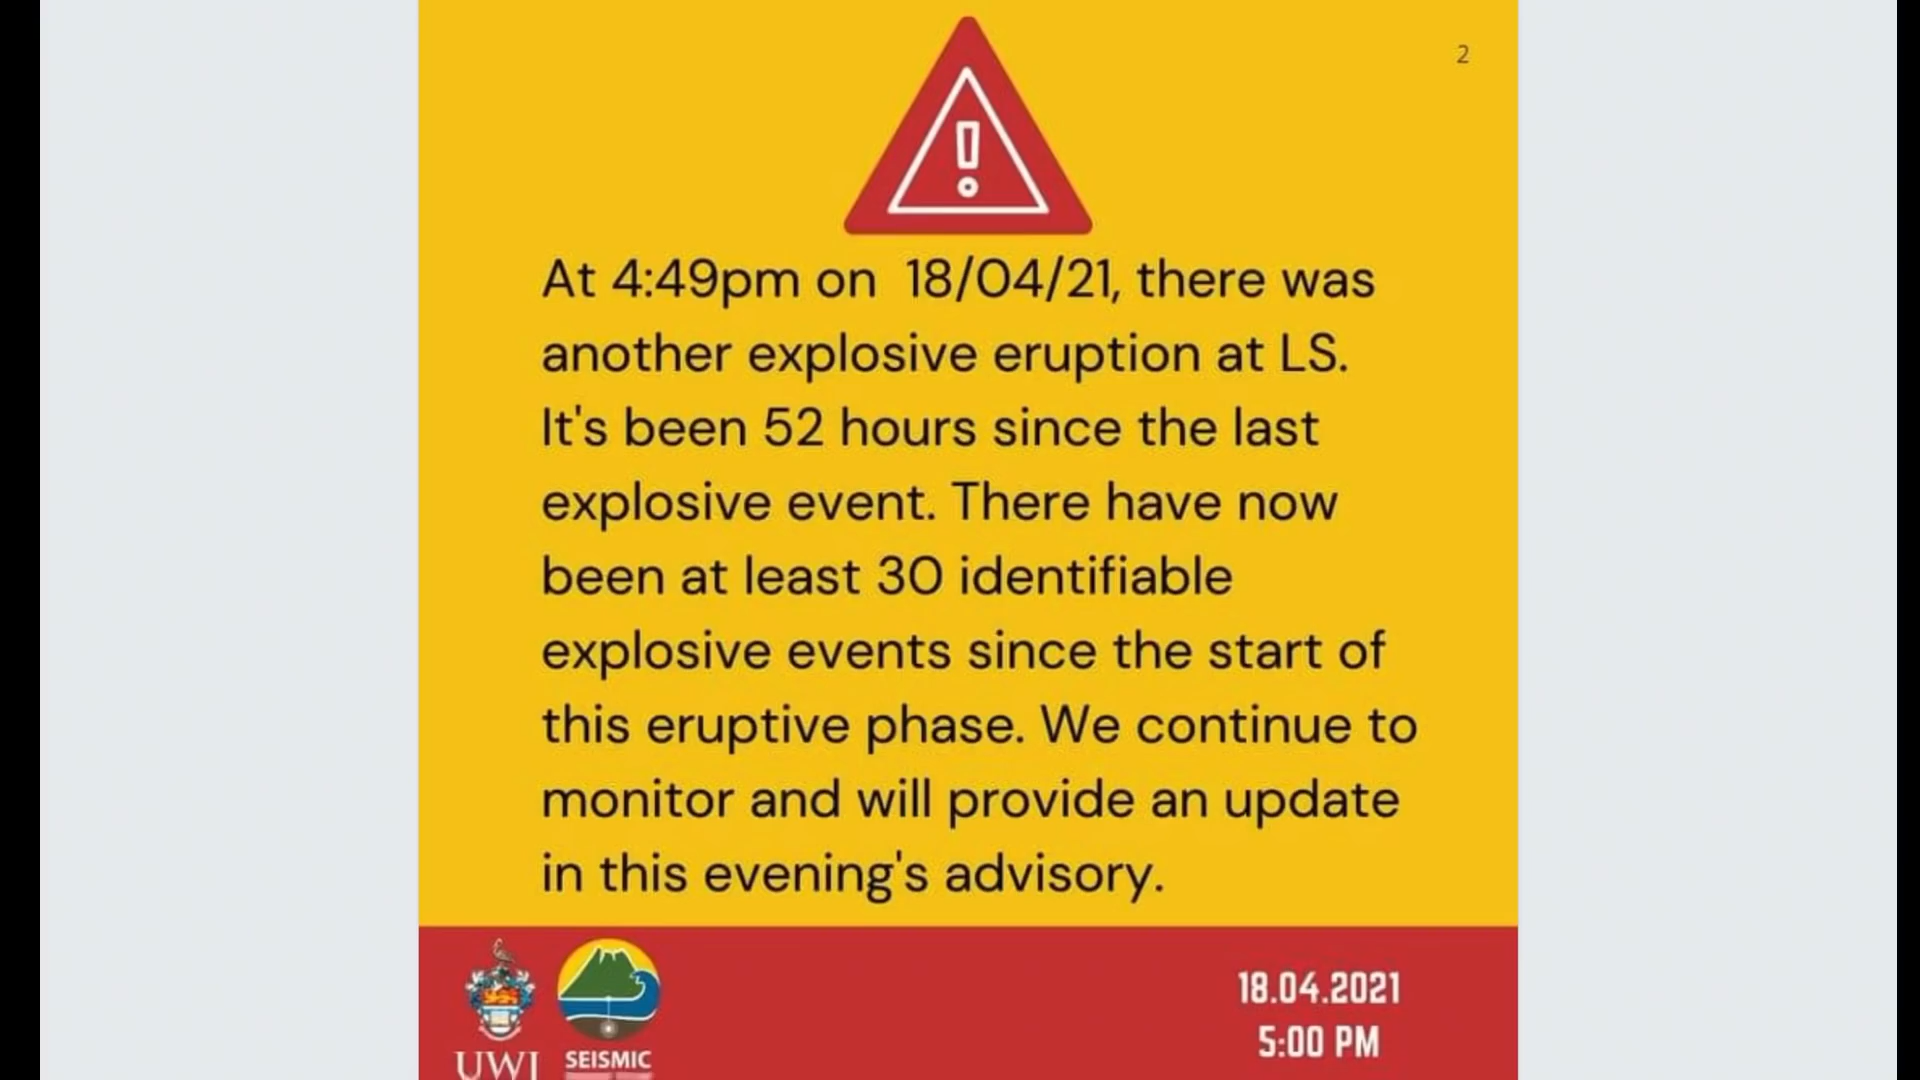 2
At 4:49pm on 18/04/21, there was
another explosive eruption at LS.
It's been 52 hours since the last
explosive event. There have now
been at least 30 identifiable
explosive events since the start of
this eruptive phase. We continue to
monitor and will provide an update
in this evening's advisory.
UWI
SEISMIC
18.04.2021
5:00 PM